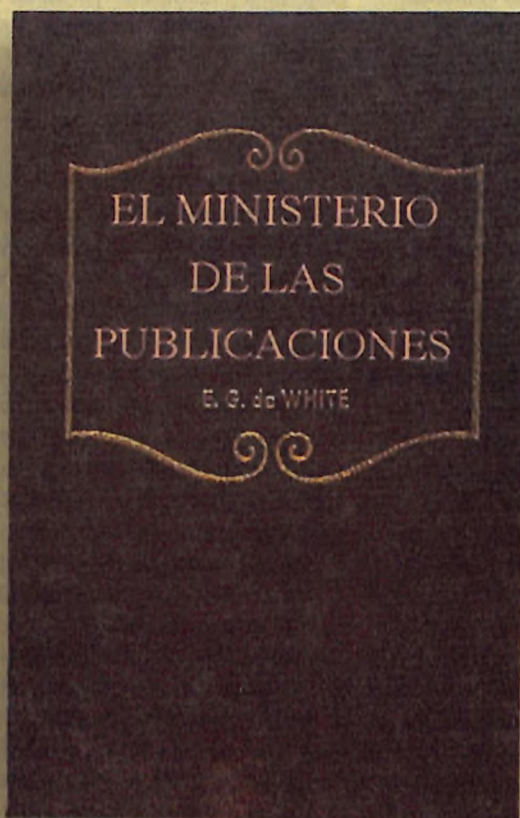 EL MINISTERIO
DE LAS
PUBLICACIONES
E. G. de WHITE